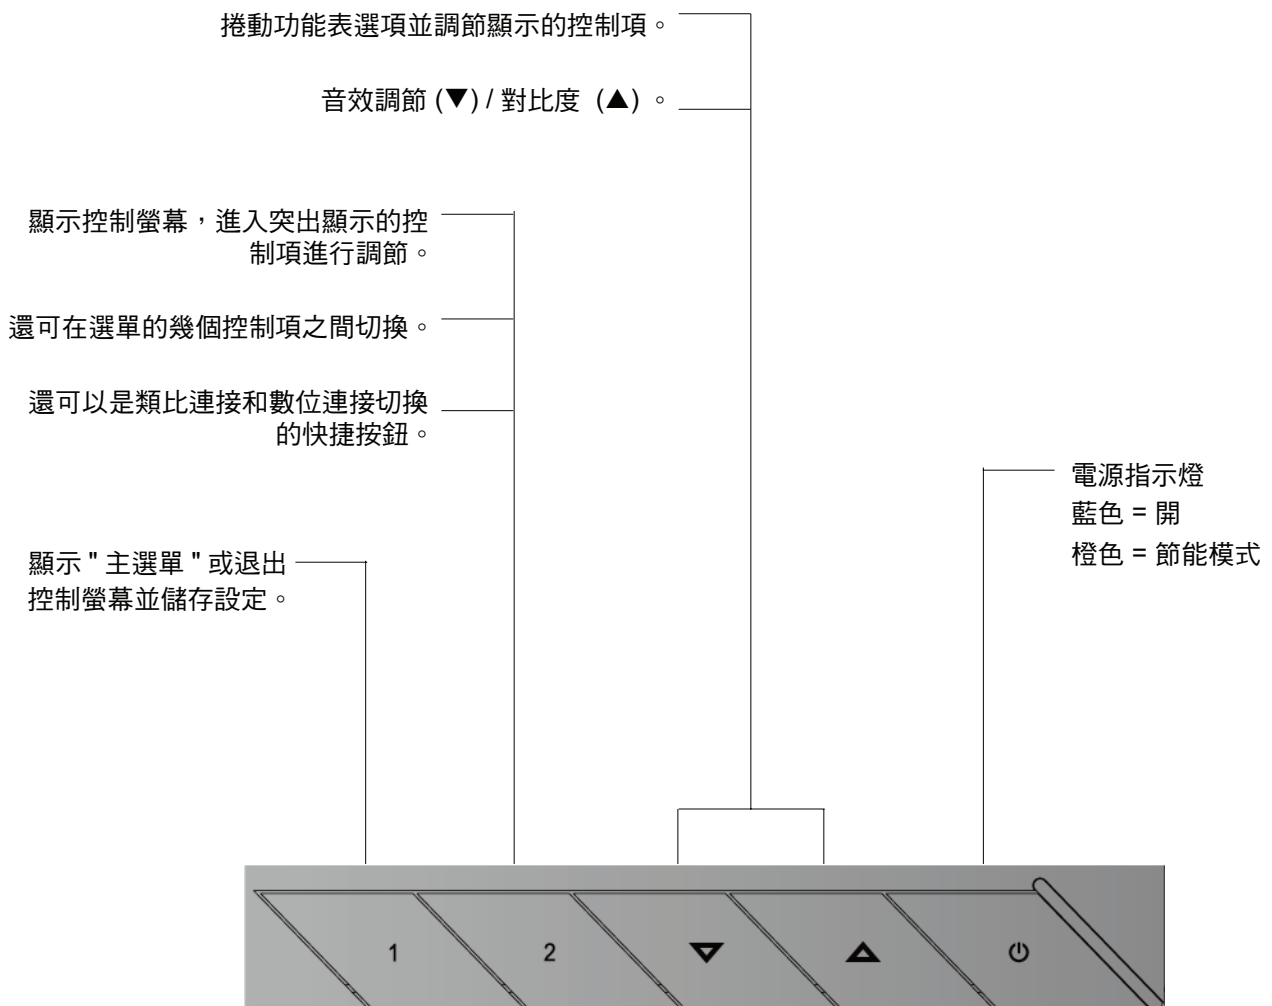 捲動功能表選項並調節顯示的控制項。
音效調節 (▼) / 對比度 (▲) 。
顯示控制螢幕，進入突出顯示的控
制項進行調節。
還可在選單的幾個控制項之間切換。
還可以是類比連接和數位連接切換
的快捷按鈕。
電源指示燈
藍色 = 開
橙色 = 節能模式
顯示 " 主選單 " 或退出
控制螢幕並儲存設定。
1 2 ▽ △ ⏻